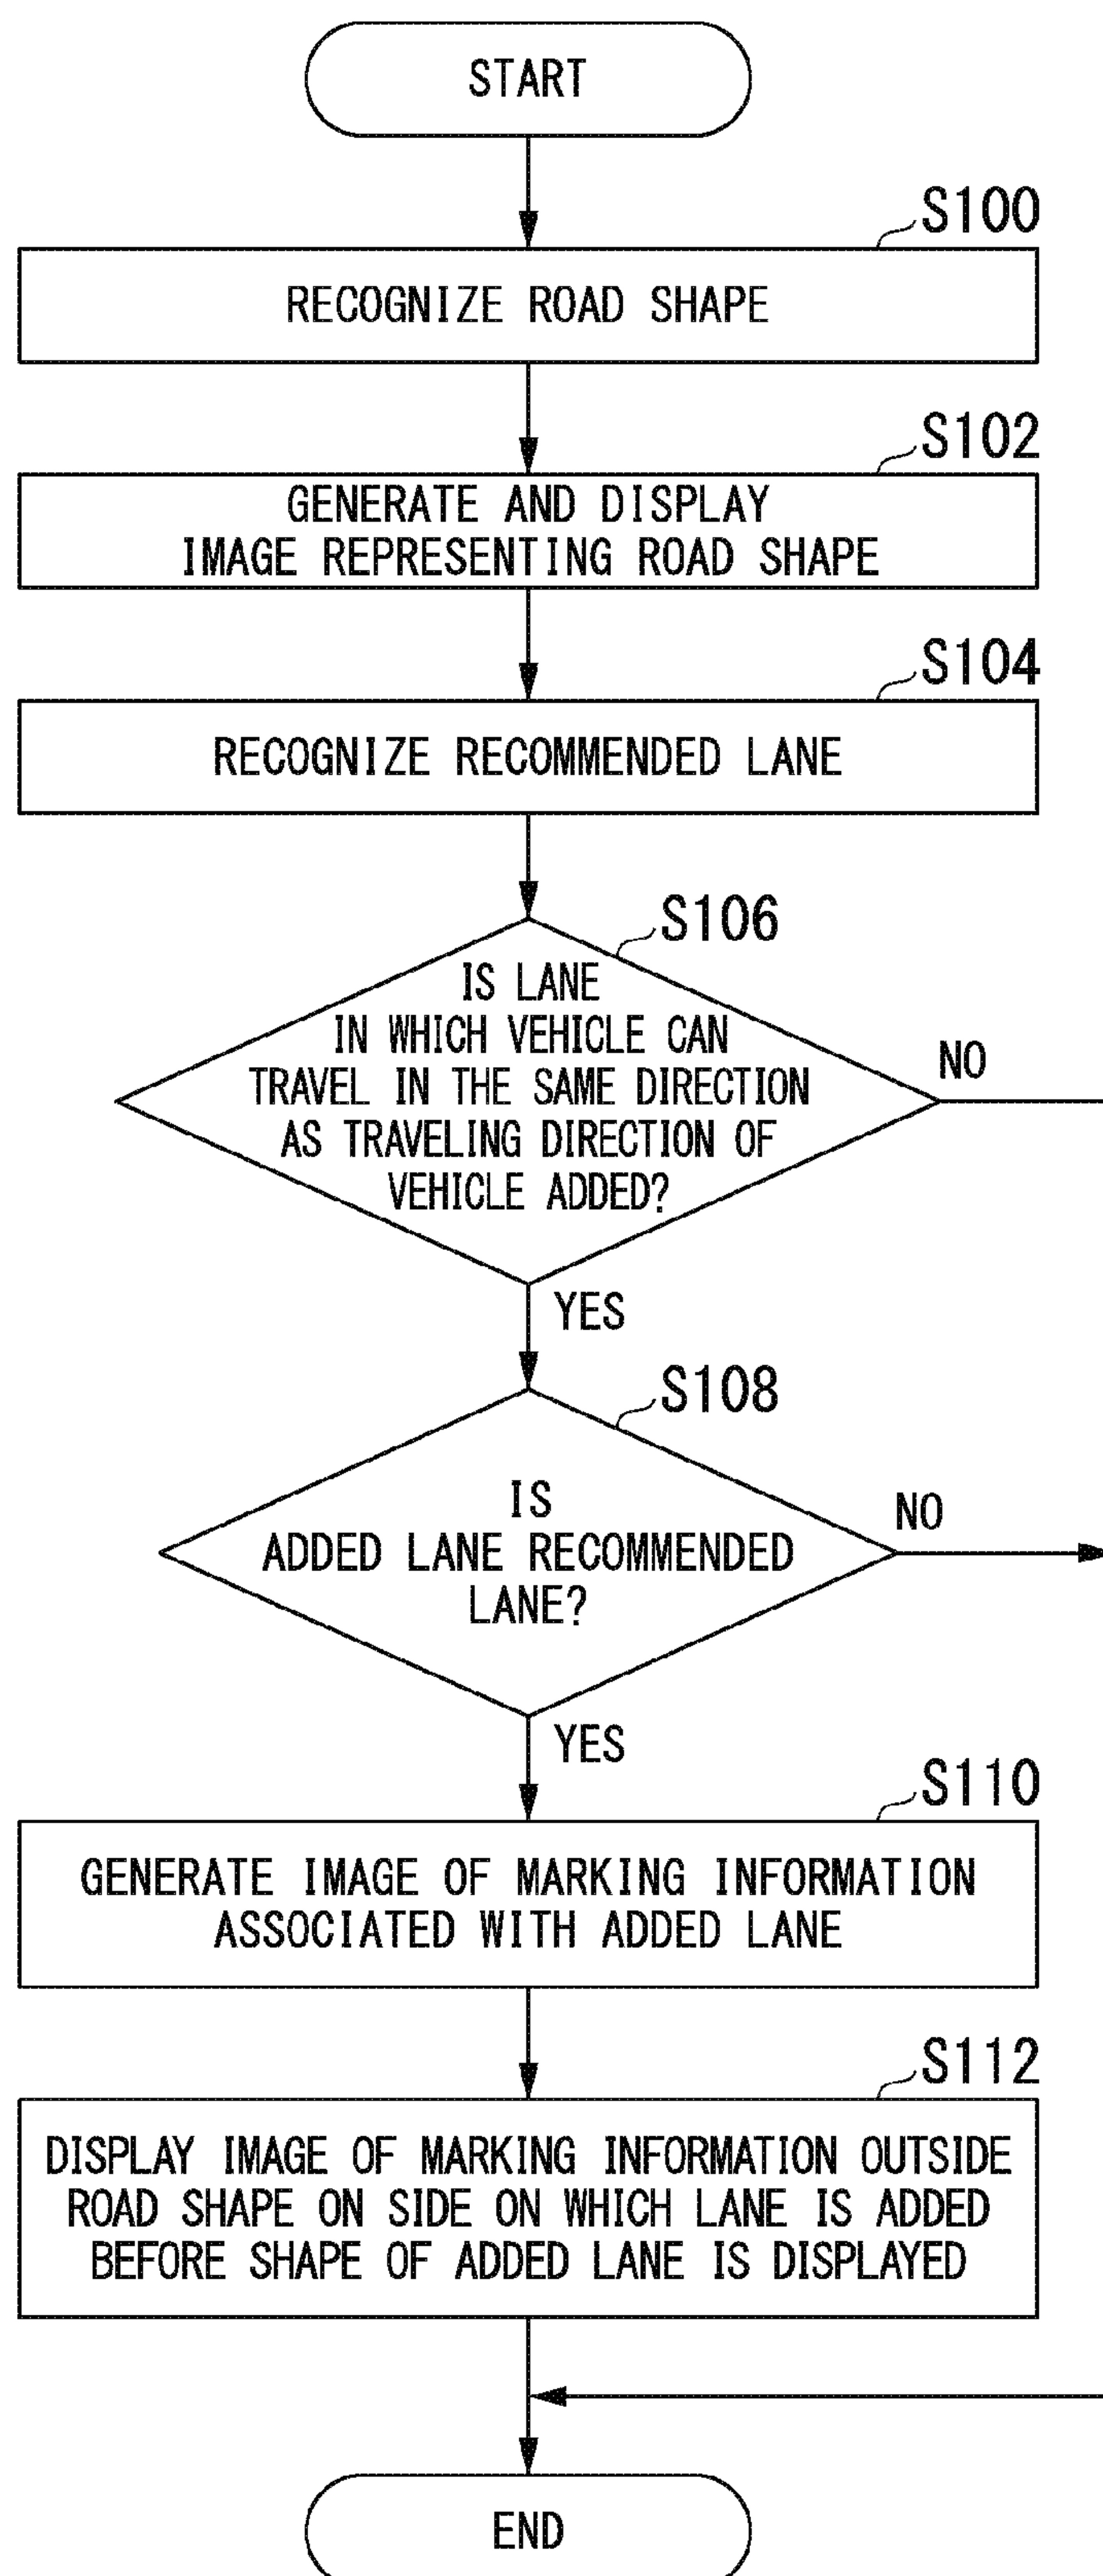 START
S100
RECOGNIZE ROAD SHAPE
S102
GENERATE AND DISPLAY
IMAGE REPRESENTING ROAD SHAPE
S104
RECOGNIZE RECOMMENDED LANE
S106
IS LANE
IN WHICH VEHICLE CAN
TRAVEL IN THE SAME DIRECTION
AS TRAVELING DIRECTION OF
VEHICLE ADDED?
NO
YES
S108
IS
ADDED LANE RECOMMENDED
LANE?
NO
YES
S110
GENERATE IMAGE OF MARKING INFORMATION
ASSOCIATED WITH ADDED LANE
S112
DISPLAY IMAGE OF MARKING INFORMATION OUTSIDE
ROAD SHAPE ON SIDE ON WHICH LANE IS ADDED
BEFORE SHAPE OF ADDED LANE IS DISPLAYED
END